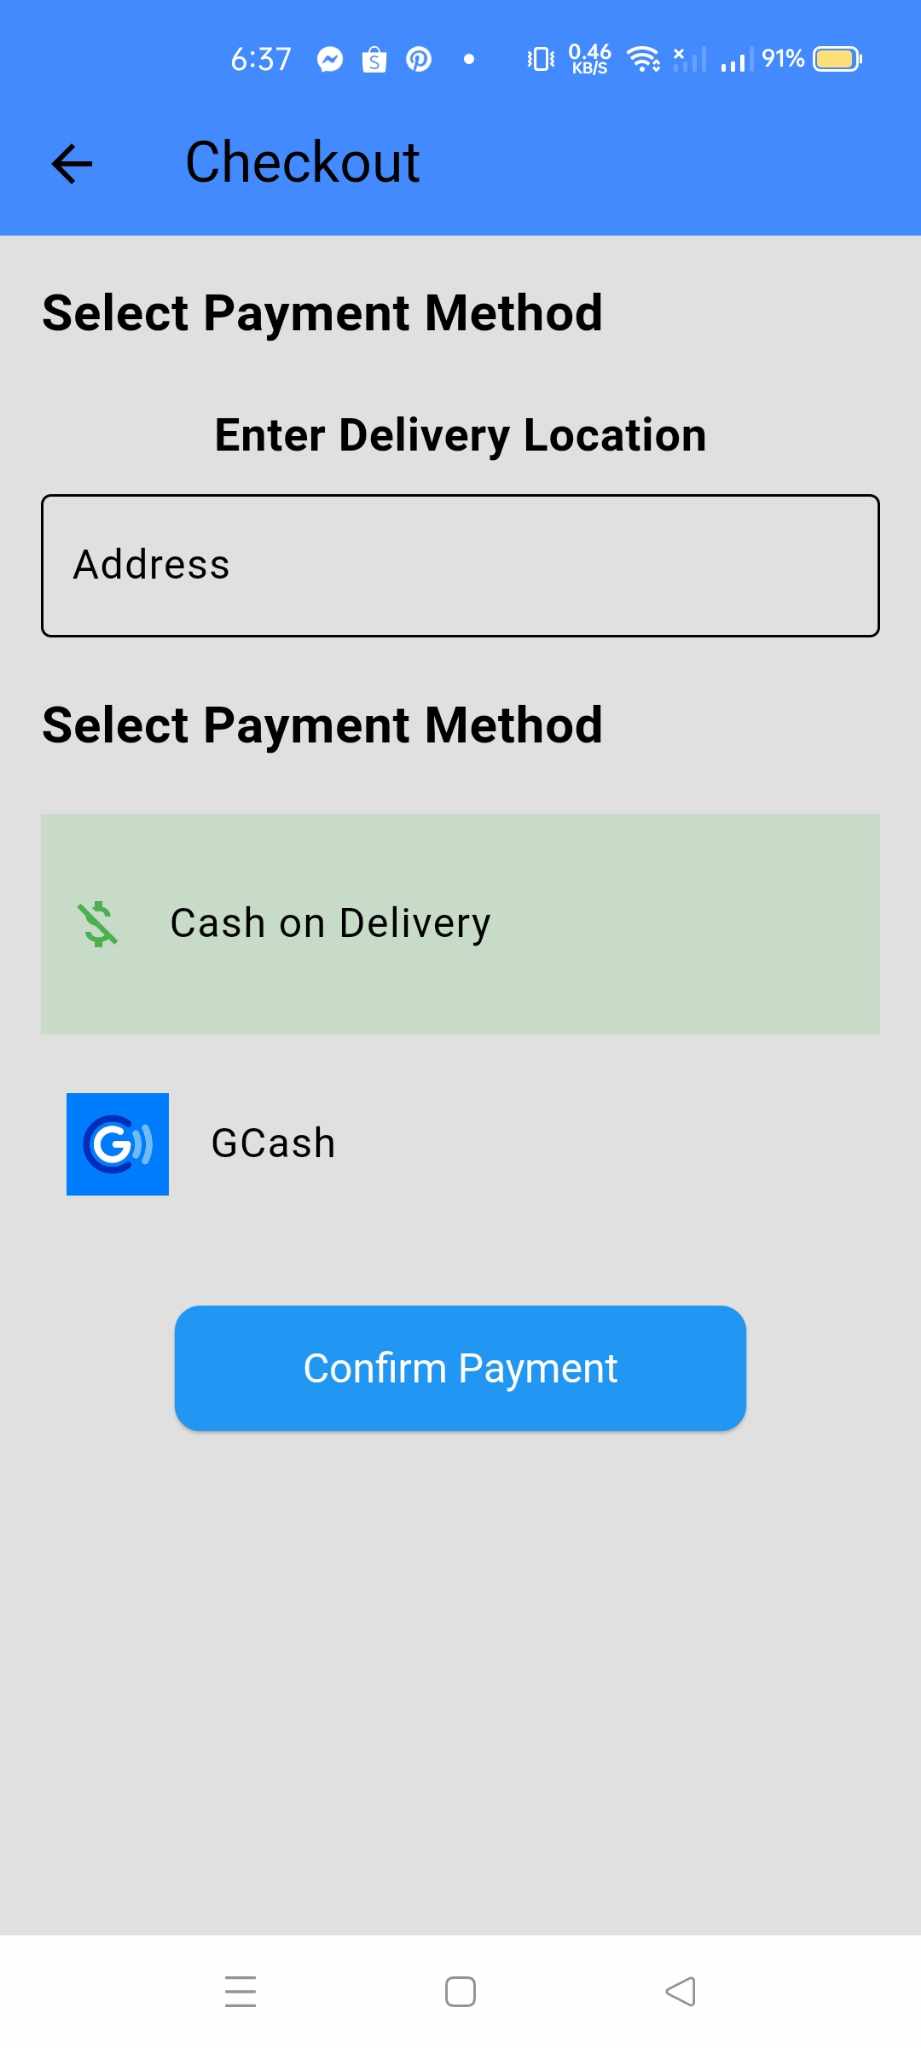 6:37 0.46 KB/S 91%
Checkout
Select Payment Method
Enter Delivery Location
Address
Select Payment Method
Cash on Delivery
G GCash
Confirm Payment